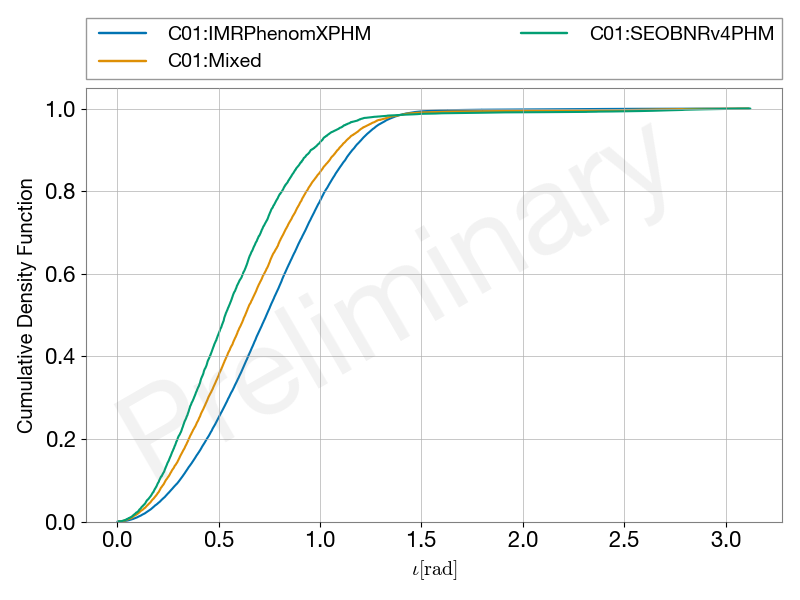 C01:IMRPhenomXPHM
C01:Mixed
C01:SEOBNRv4PHM
Cumulative Density Function
1.0
0.8
0.6
0.4
0.2
0.0
0.0 0.5 1.0 1.5 2.0 2.5 3.0
ι[rad]
Preliminary